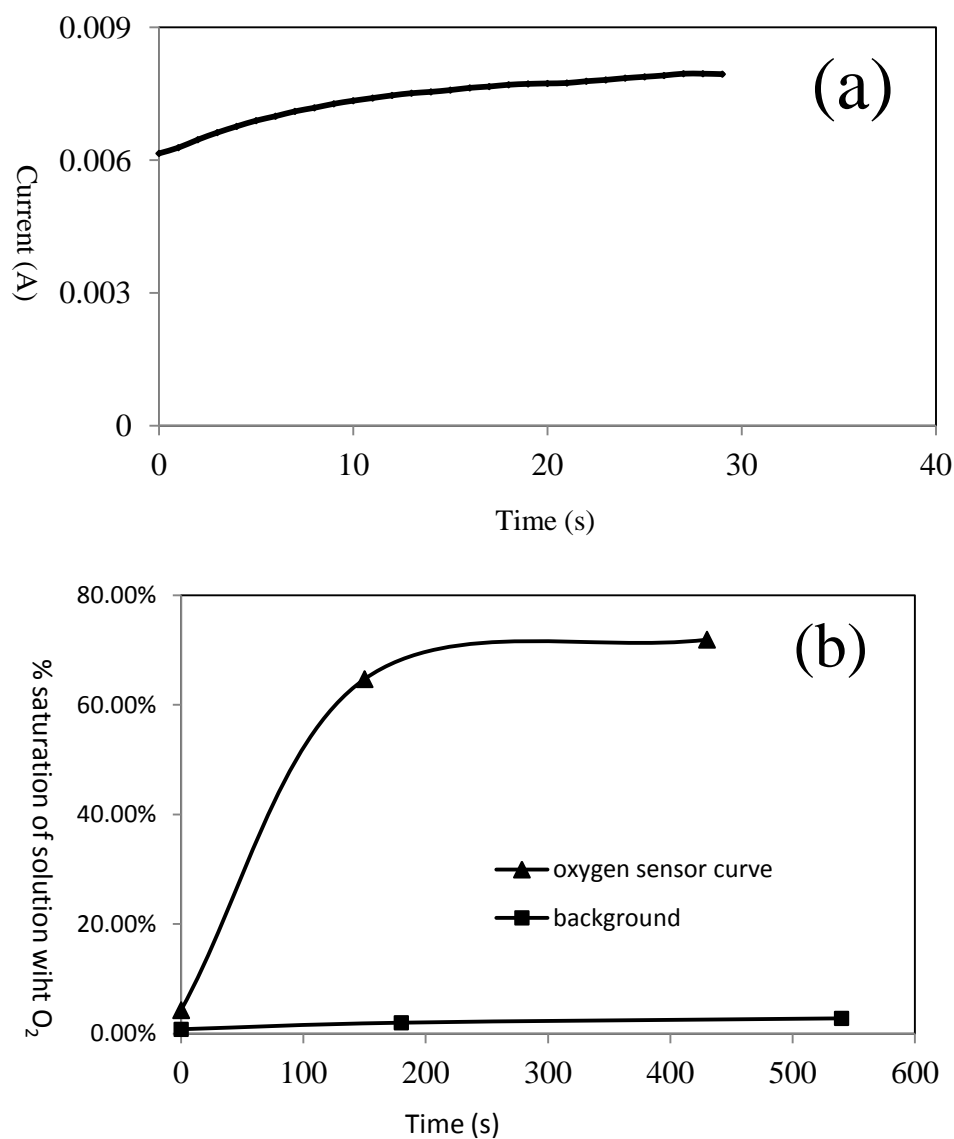 0.009
(a)
0.006
Current (A)
0.003
0
0 10 20 30 40
Time (s)
80.00%
(b)
60.00%
% saturation of solution wiht O₂
40.00%
oxygen sensor curve
background
20.00%
0.00%
0 100 200 300 400 500 600
Time (s)